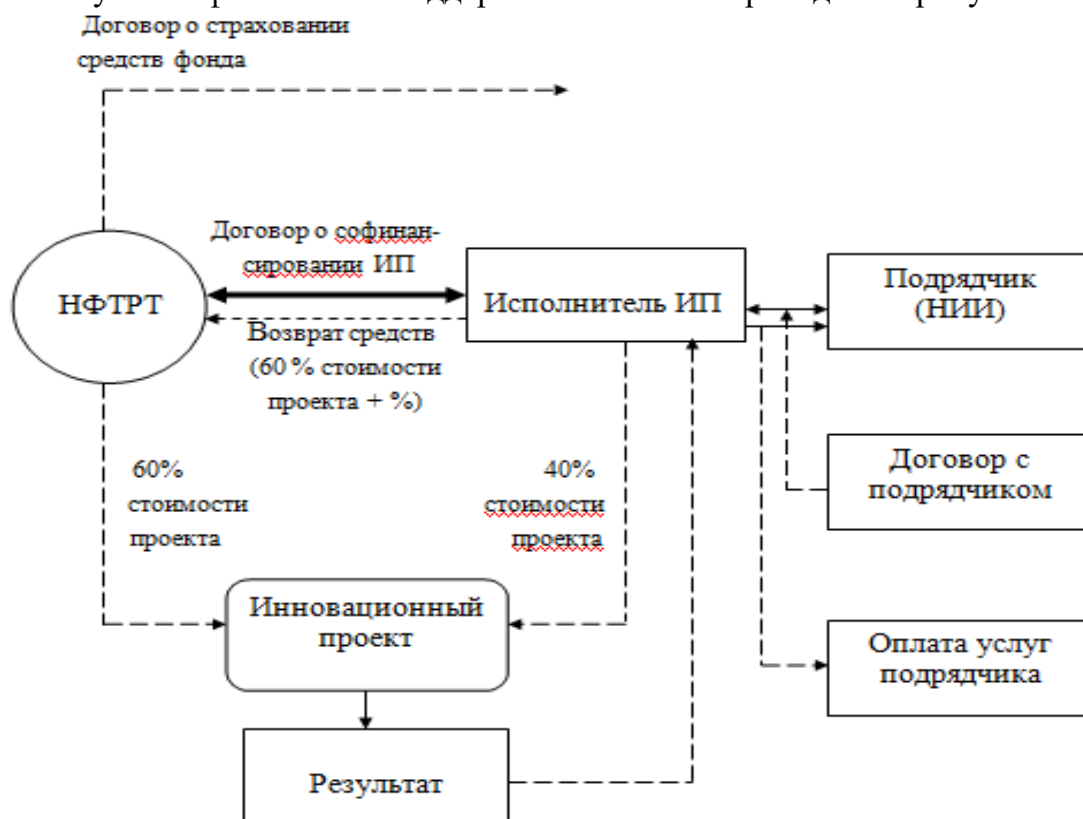 Договор о страховании
средств фонда
НФТРТ
Договор о софинан-
сировании ИП
Возврат средств
(60 % стоимости
проекта + %)
Исполнитель ИП
Подрядчик
(НИИ)
Договор с
подрядчиком
Оплата услуг
подрядчика
60%
стоимости
проекта
40%
стоимости
проекта
Инновационный
проект
Результат